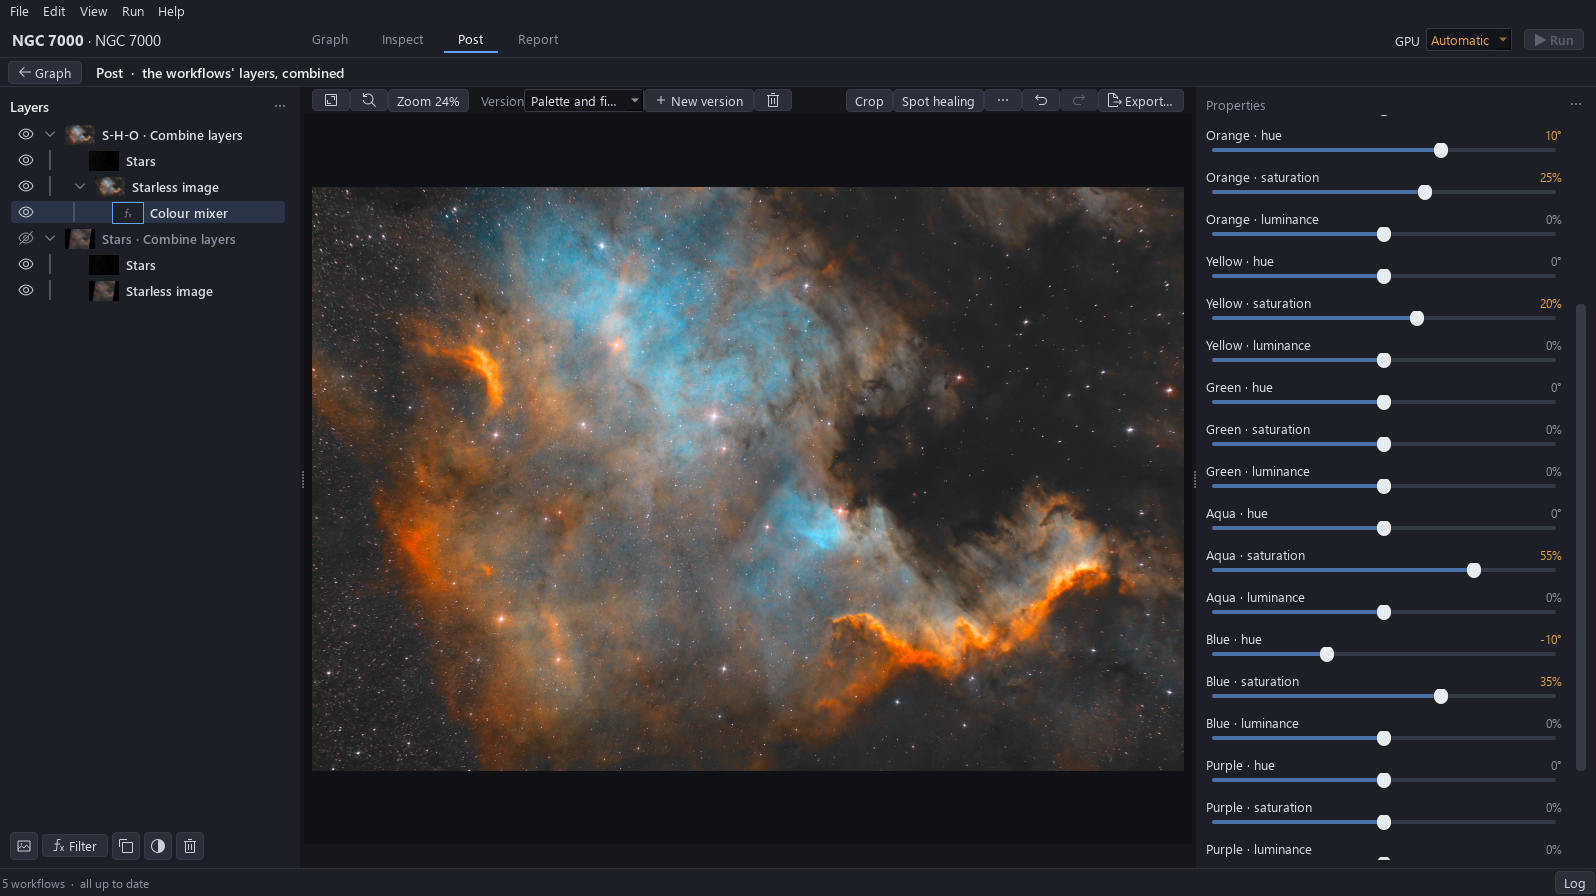 File Edit View Run Help
NGC 7000 · NGC 7000
Graph Inspect Post Report
GPU Automatic Run
Graph
Post · the workflows' layers, combined
Layers
S-H-O · Combine layers
Stars
Starless image
fx Colour mixer
Stars · Combine layers
Stars
Starless image
fx Filter
Zoom 24% Version Palette and fi... + New version
Crop Spot healing ... Export...
Properties
Orange · hue 10°
Orange · saturation 25%
Orange · luminance 0%
Yellow · hue 0°
Yellow · saturation 20%
Yellow · luminance 0%
Green · hue 0°
Green · saturation 0%
Green · luminance 0%
Aqua · hue 0°
Aqua · saturation 55%
Aqua · luminance 0%
Blue · hue -10°
Blue · saturation 35%
Blue · luminance 0%
Purple · hue 0°
Purple · saturation 0%
Purple · luminance 0%
5 workflows · all up to date
Log